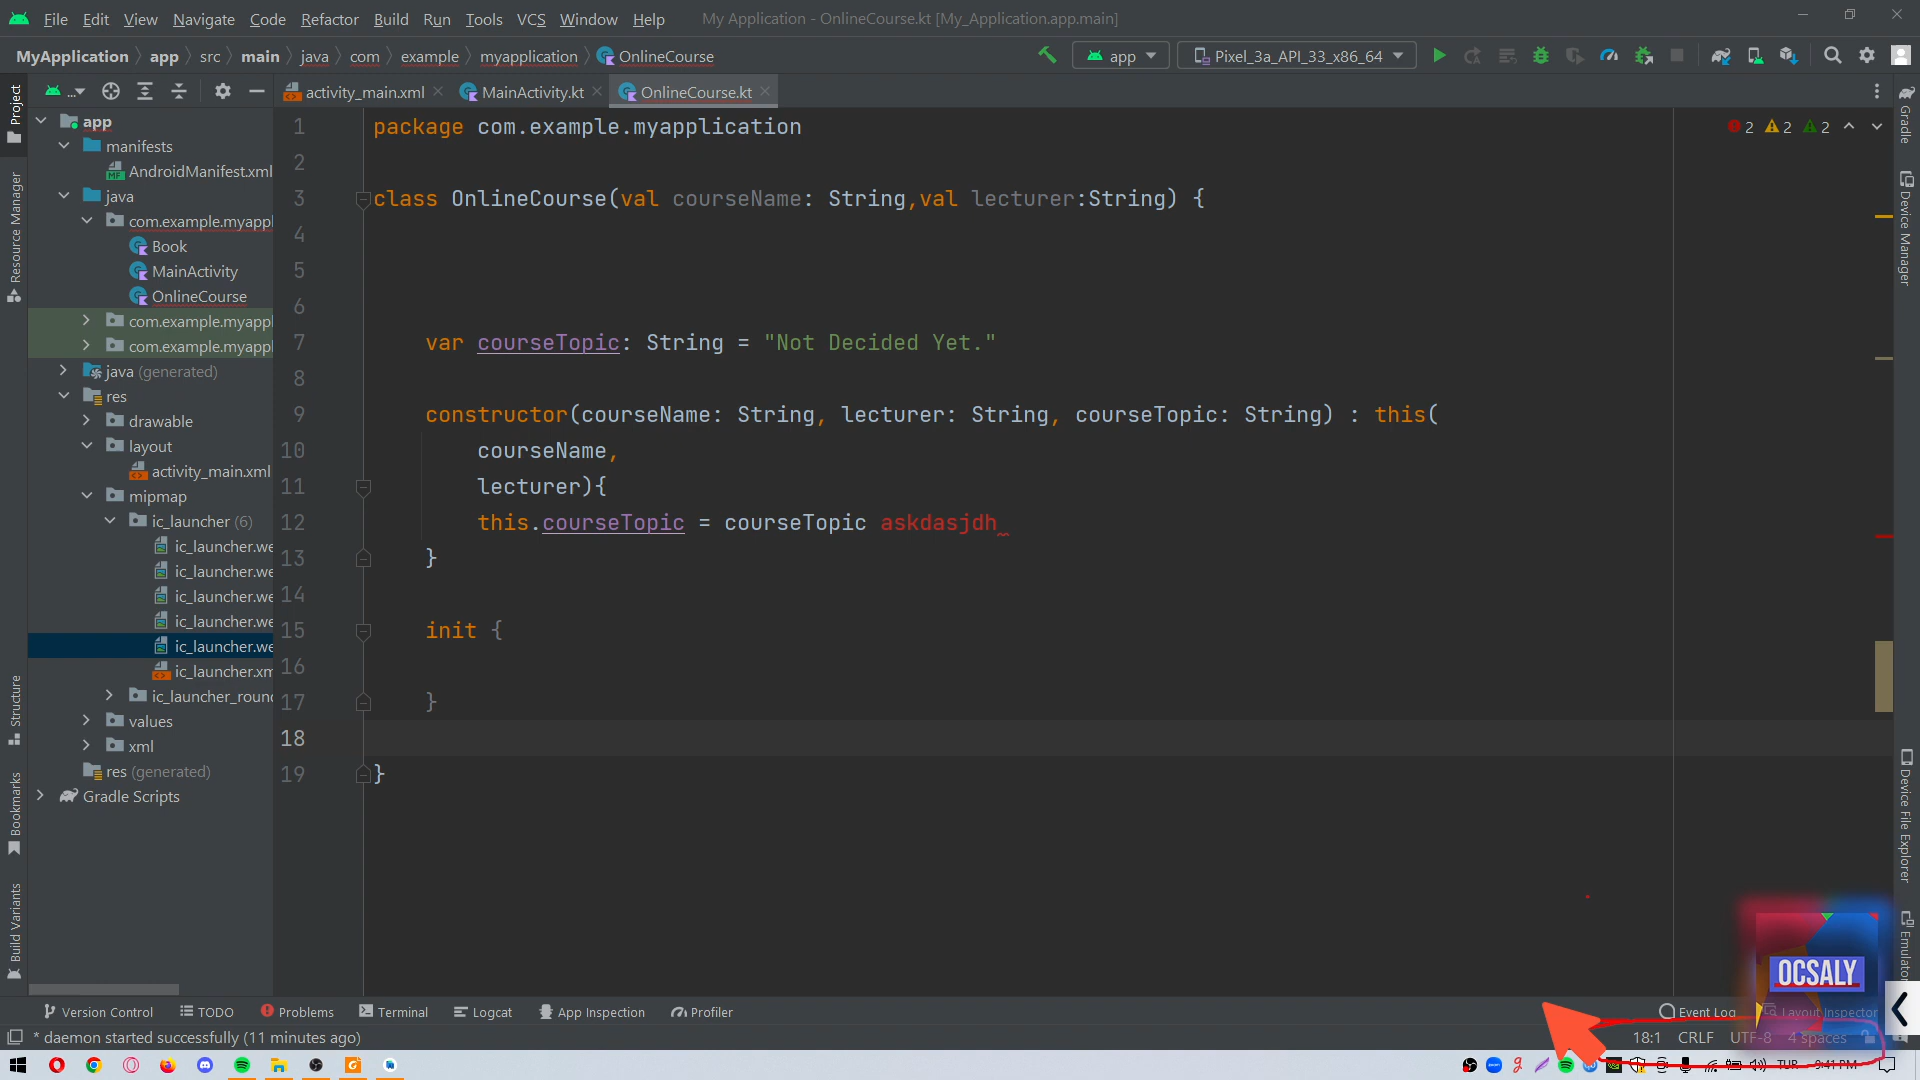 File Edit View Navigate Code Refactor Build Run Tools VCS Window Help My Application - OnlineCourse.kt [My_Application.app.main]
MyApplication app src main java com example myapplication OnlineCourse app Pixel_3a_API_33_x86_64
... activity_main.xml MainActivity.kt OnlineCourse.kt
Project
Resource Manager
Structure
Bookmarks
Build Variants
app
manifests
AndroidManifest.xml
java
com.example.myappl
Book
MainActivity
OnlineCourse
com.example.myappl
com.example.myappl
java (generated)
res
drawable
layout
activity_main.xml
mipmap
ic_launcher (6)
ic_launcher.we
ic_launcher.we
ic_launcher.we
ic_launcher.we
ic_launcher.we
ic_launcher.xm
ic_launcher_roun
values
xml
res (generated)
Gradle Scripts
1 package com.example.myapplication
2
3 class OnlineCourse(val courseName: String,val lecturer:String) {
4
5
6
7 var courseTopic: String = "Not Decided Yet."
8
9 constructor(courseName: String, lecturer: String, courseTopic: String) : this(
10 courseName,
11 lecturer){
12 this.courseTopic = courseTopic askdasjdh
13 }
14
15 init {
16
17 }
18
19 }
2 2 2
Gradle
Device Manager
Device File Explorer
Emulator
OCSALY
Version Control TODO Problems Terminal Logcat App Inspection Profiler Event Log Layout Inspector
* daemon started successfully (11 minutes ago) 18:1 CRLF UTF-8 4 spaces
TUR 9:41 PM